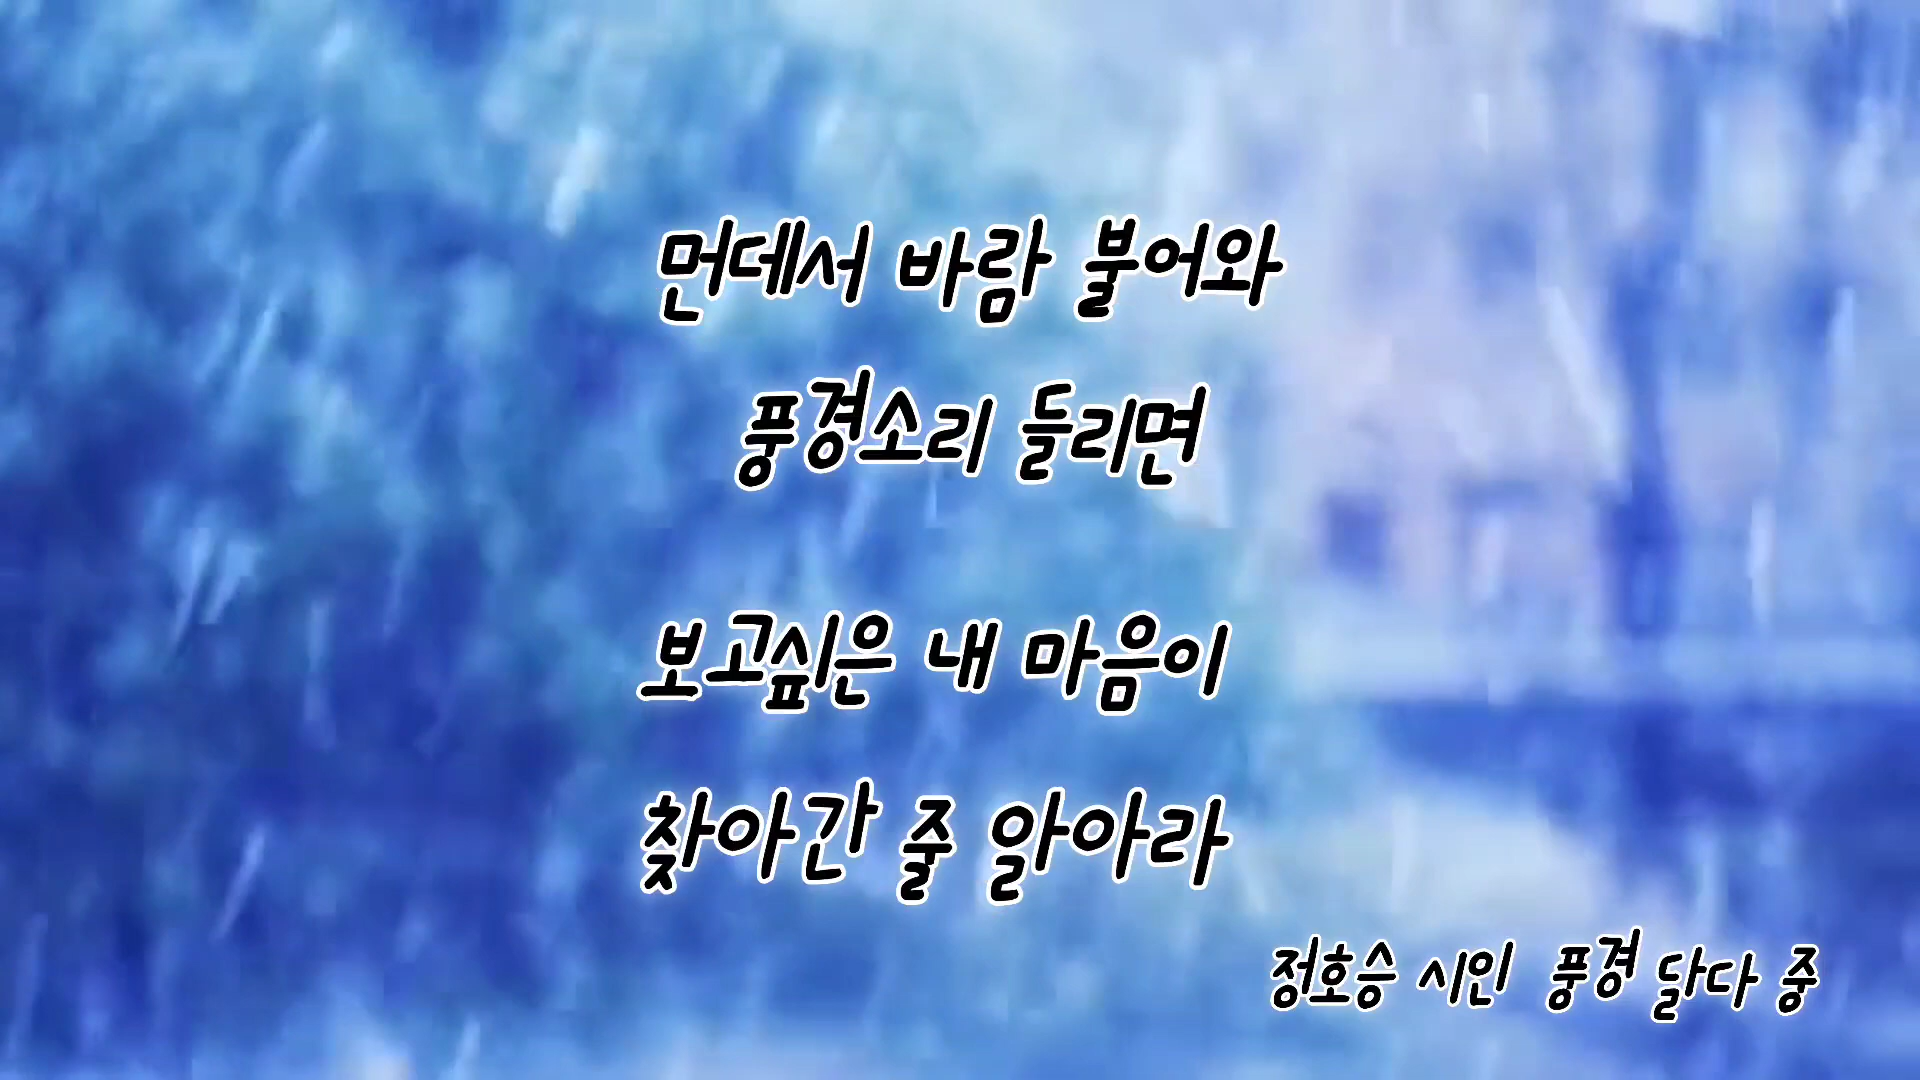 먼데서 바람 불어와
풍경소리 들리면
보고싶은 내 마음이
찾아간 줄 알아라
정호승 시인 풍경 달다 중